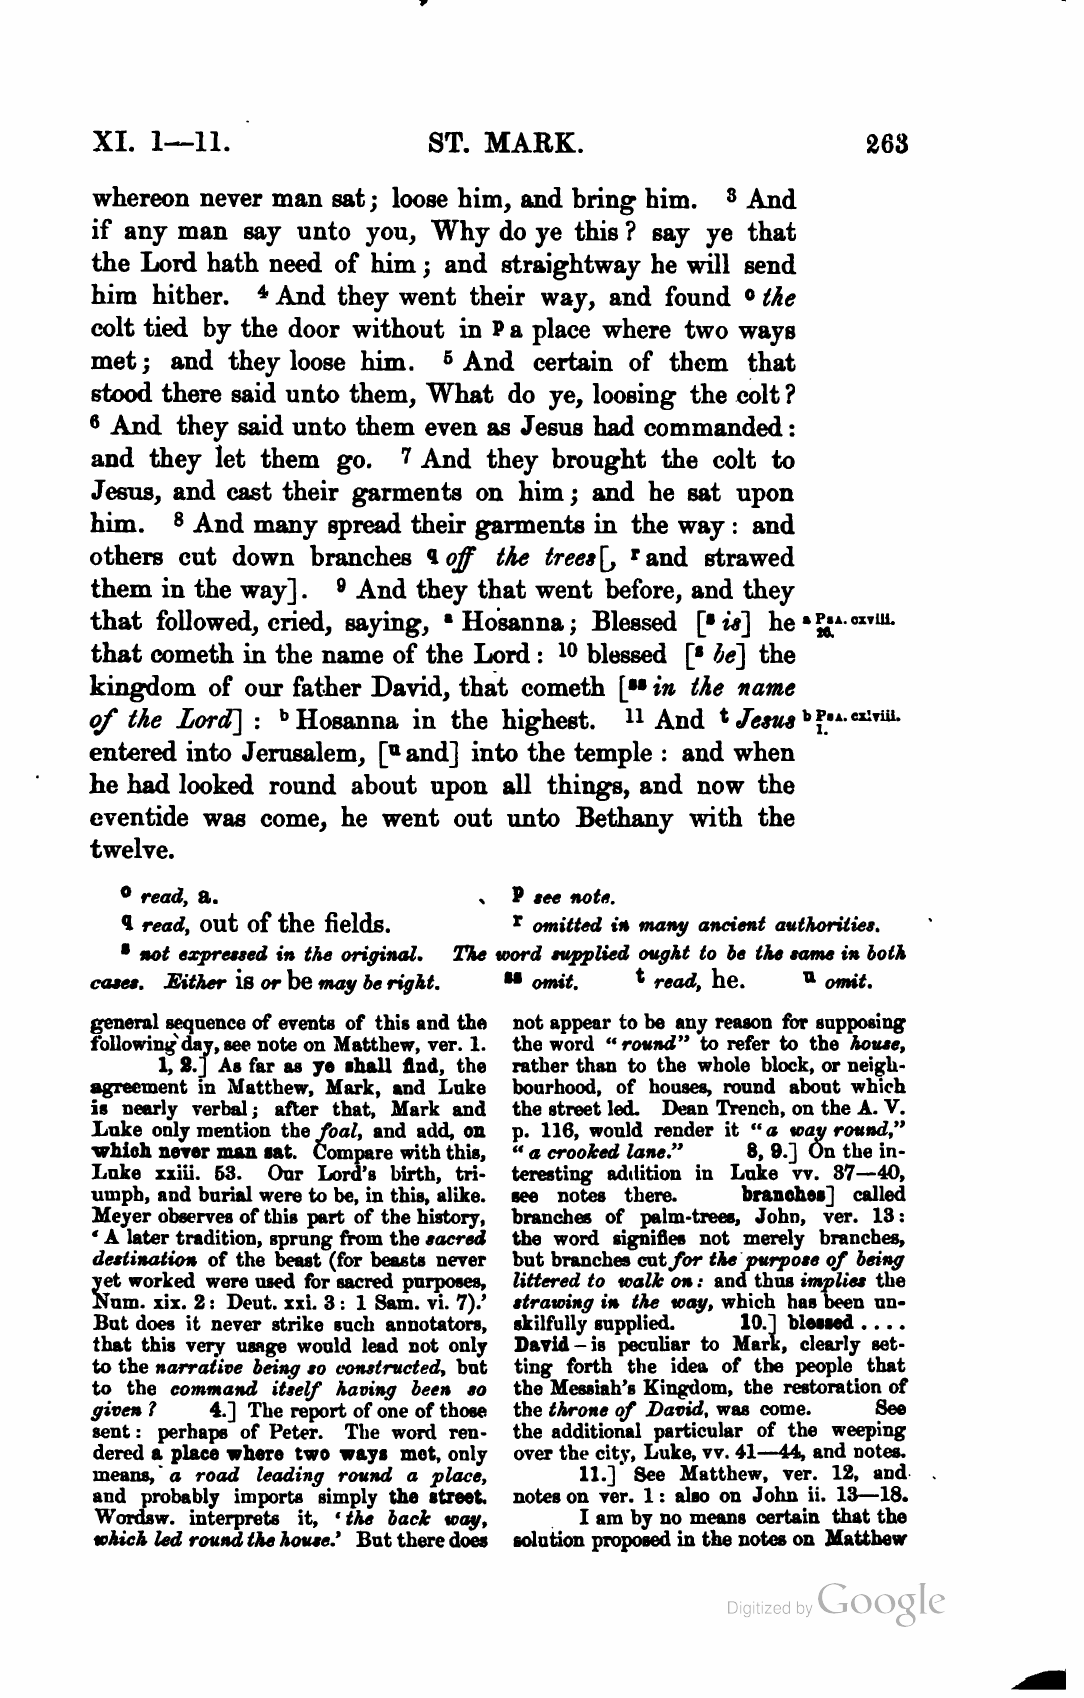 XI. 1—11. ST. MARK. 263
whereon never man sat; loose him, and bring him. 3 And
if any man say unto you, Why do ye this? say ye that
the Lord hath need of him; and straightway he will send
him hither. 4 And they went their way, and found o the
colt tied by the door without in p a place where two ways
met; and they loose him. 5 And certain of them that
stood there said unto them, What do ye, loosing the colt?
6 And they said unto them even as Jesus had commanded:
and they let them go. 7 And they brought the colt to
Jesus, and cast their garments on him; and he sat upon
him. 8 And many spread their garments in the way: and
others cut down branches q off the trees[, r and strawed
them in the way]. 9 And they that went before, and they
that followed, cried, saying, a Hosanna; Blessed [s is] he
a PSA. cxviii. 26.
that cometh in the name of the Lord: 10 blessed [s be] the
kingdom of our father David, that cometh [ss in the name
of the Lord]: b Hosanna in the highest. 11 And t Jesus
b PSA. cxlviii. 1.
entered into Jerusalem, [u and] into the temple: and when
he had looked round about upon all things, and now the
eventide was come, he went out unto Bethany with the
twelve.
o read, a. p see note.
q read, out of the fields. r omitted in many ancient authorities.
s not expressed in the original. The word supplied ought to be the same in both
cases. Either is or be may be right. ss omit. t read, he. u omit.
general sequence of events of this and the
following day, see note on Matthew, ver. 1.
1, 2.] As far as ye shall find, the
agreement in Matthew, Mark, and Luke
is nearly verbal; after that, Mark and
Luke only mention the foal, and add, on
which never man sat. Compare with this,
Luke xxiii. 53. Our Lord's birth, tri-
umph, and burial were to be, in this, alike.
Meyer observes of this part of the history,
'A later tradition, sprung from the sacred
destination of the beast (for beasts never
yet worked were used for sacred purposes,
Num. xix. 2: Deut. xxi. 3: 1 Sam. vi. 7).'
But does it never strike such annotators,
that this very usage would lead not only
to the narrative being so constructed, but
to the command itself having been so
given? 4.] The report of one of those
sent: perhaps of Peter. The word ren-
dered a place where two ways met, only
means, a road leading round a place,
and probably imports simply the street.
Wordsw. interprets it, 'the back way,
which led round the house.' But there does
not appear to be any reason for supposing
the word "round" to refer to the house,
rather than to the whole block, or neigh-
bourhood, of houses, round about which
the street led. Dean Trench, on the A. V.
p. 116, would render it "a way round,"
"a crooked lane." 8, 9.] On the in-
teresting addition in Luke vv. 37—40,
see notes there. branches] called
branches of palm-trees, John, ver. 13:
the word signifies not merely branches,
but branches cut for the purpose of being
littered to walk on: and thus implies the
strawing in the way, which has been un-
skilfully supplied. 10.] blessed ....
David – is peculiar to Mark, clearly set-
ting forth the idea of the people that
the Messiah's Kingdom, the restoration of
the throne of David, was come. See
the additional particular of the weeping
over the city, Luke, vv. 41—44, and notes.
11.] See Matthew, ver. 12, and
notes on ver. 1: also on John ii. 13—18.
I am by no means certain that the
solution proposed in the notes on Matthew
Digitized by Google